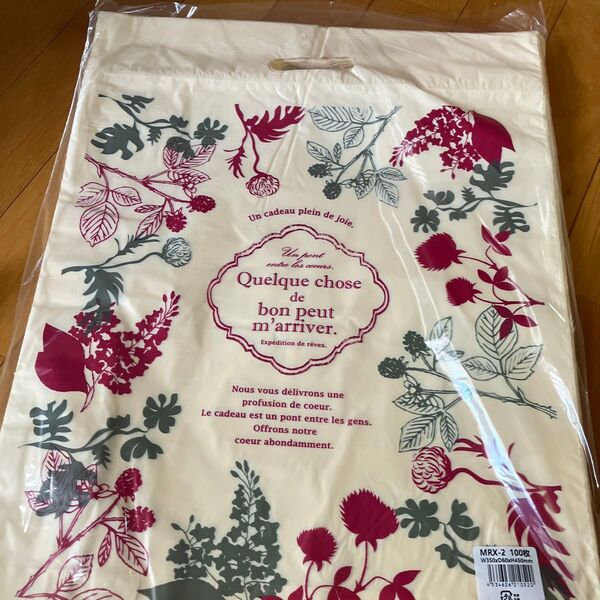 Un cadeau plein de joie.
Un pont
entre les coeurs.
Quelque chose
de
bon peut
m'arriver.
Expédition de rêves.
Nous vous délivrons une
profusion de coeur.
Le cadeau est un pont entre les gens.
Offrons notre
coeur abondamment.
MRX-2 100枚
W350xD60xH450mm
4534626010520